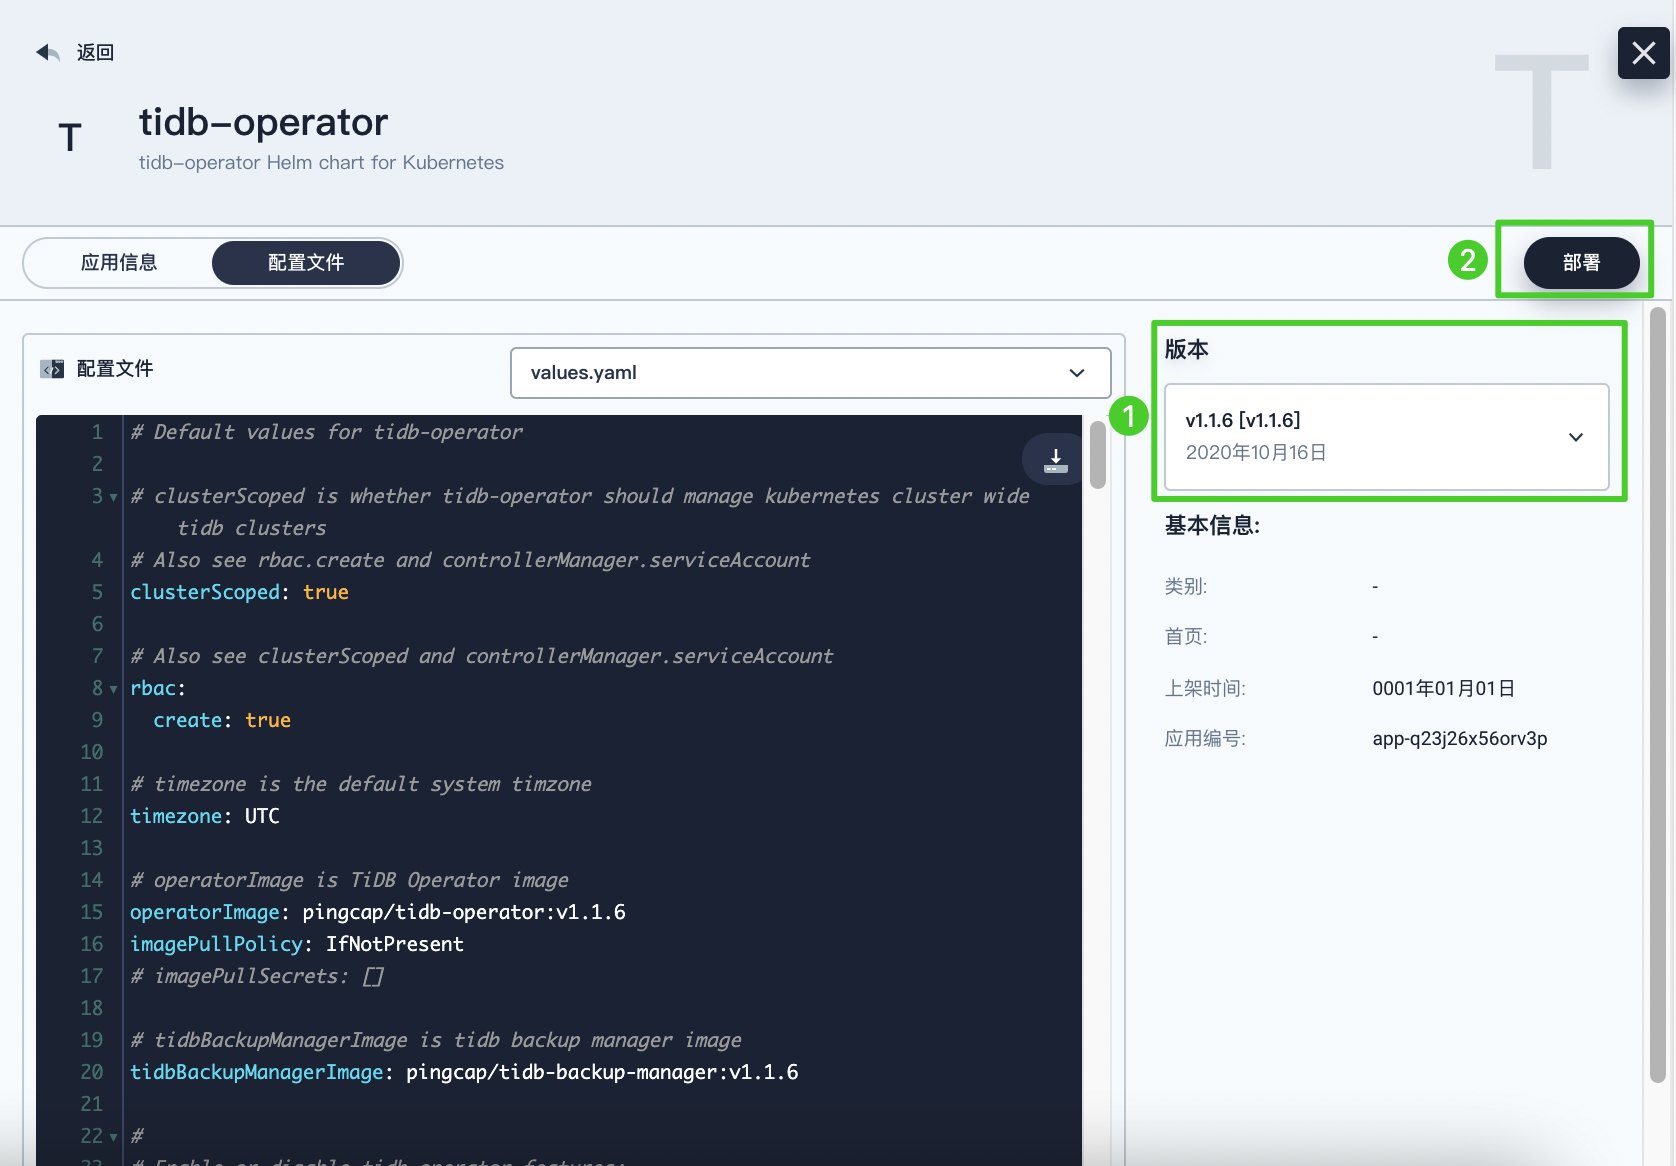 返回
T
tidb-operator
tidb-operator Helm chart for Kubernetes
T
应用信息
配置文件
2
部署
配置文件
values.yaml
1 # Default values for tidb-operator
2
3 # clusterScoped is whether tidb-operator should manage kubernetes cluster wide
tidb clusters
4 # Also see rbac.create and controllerManager.serviceAccount
5 clusterScoped: true
6
7 # Also see clusterScoped and controllerManager.serviceAccount
8 rbac:
9 create: true
10
11 # timezone is the default system timzone
12 timezone: UTC
13
14 # operatorImage is TiDB Operator image
15 operatorImage: pingcap/tidb-operator:v1.1.6
16 imagePullPolicy: IfNotPresent
17 # imagePullSecrets: []
18
19 # tidbBackupManagerImage is tidb backup manager image
20 tidbBackupManagerImage: pingcap/tidb-backup-manager:v1.1.6
21
22 #
23 # Enable or disable tidb-operator features:
1
版本
v1.1.6 [v1.1.6]
2020年10月16日
基本信息:
类别: -
首页: -
上架时间: 0001年01月01日
应用编号: app-q23j26x56orv3p